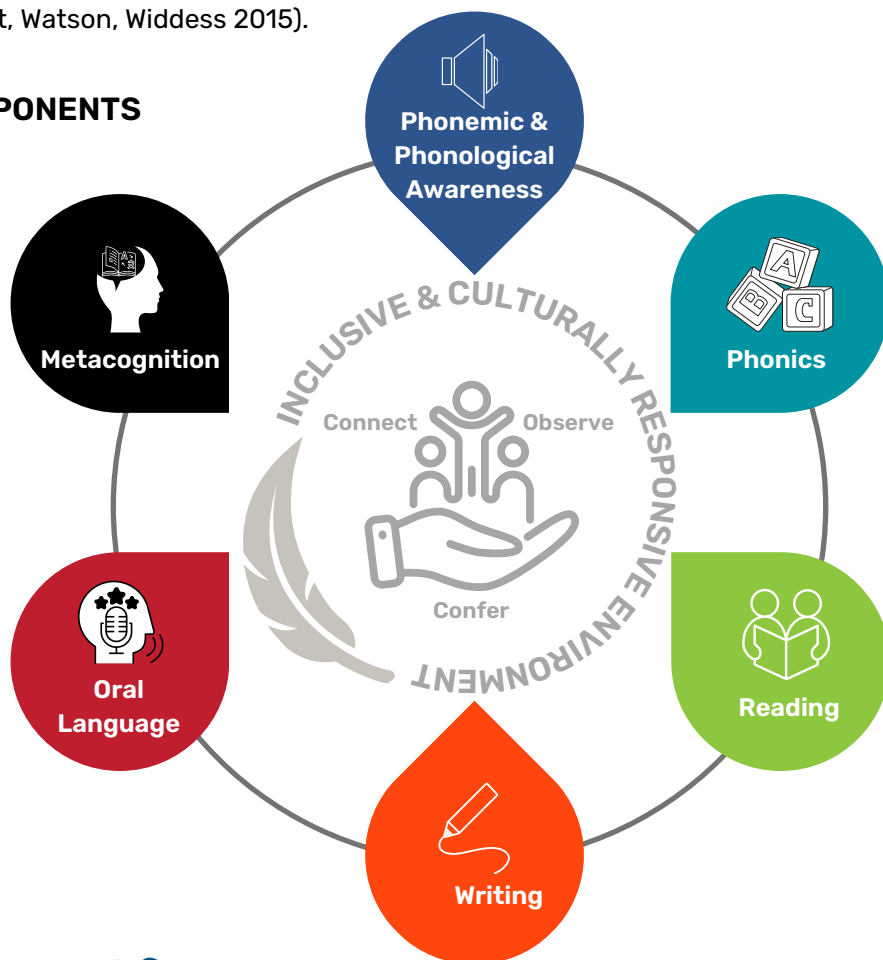 t, Watson, Widdess 2015).
PONENTS
Phonemic &
Phonological
Awareness
Metacognition
A
B
C
Phonics
INCLUSIVE & CULTURALLY RESPONSIVE ENVIRONMENT
Connect
Observe
Confer
Oral
Language
Reading
Writing